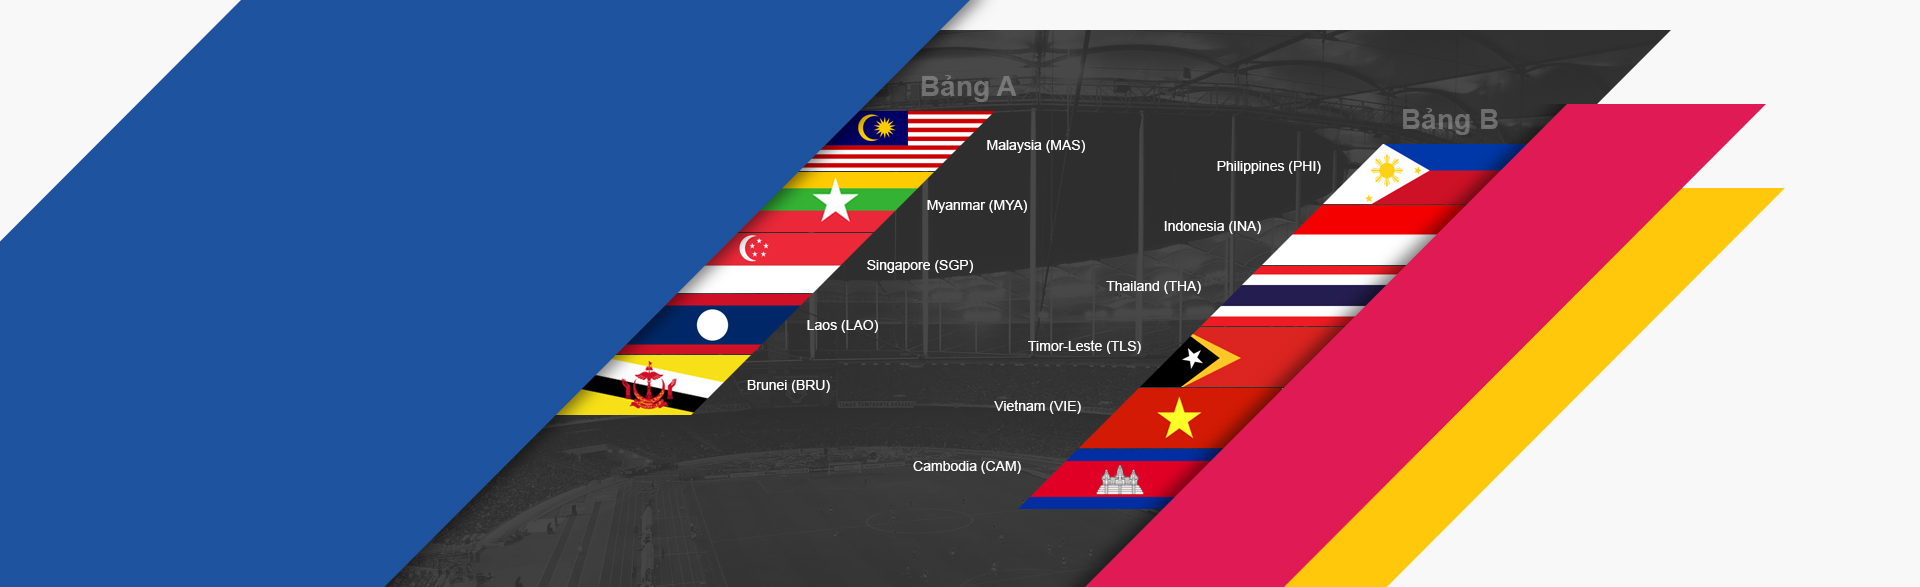 Bảng A
Malaysia (MAS)
Myanmar (MYA)
Singapore (SGP)
Laos (LAO)
Brunei (BRU)
Bảng B
Philippines (PHI)
Indonesia (INA)
Thailand (THA)
Timor-Leste (TLS)
Vietnam (VIE)
Cambodia (CAM)